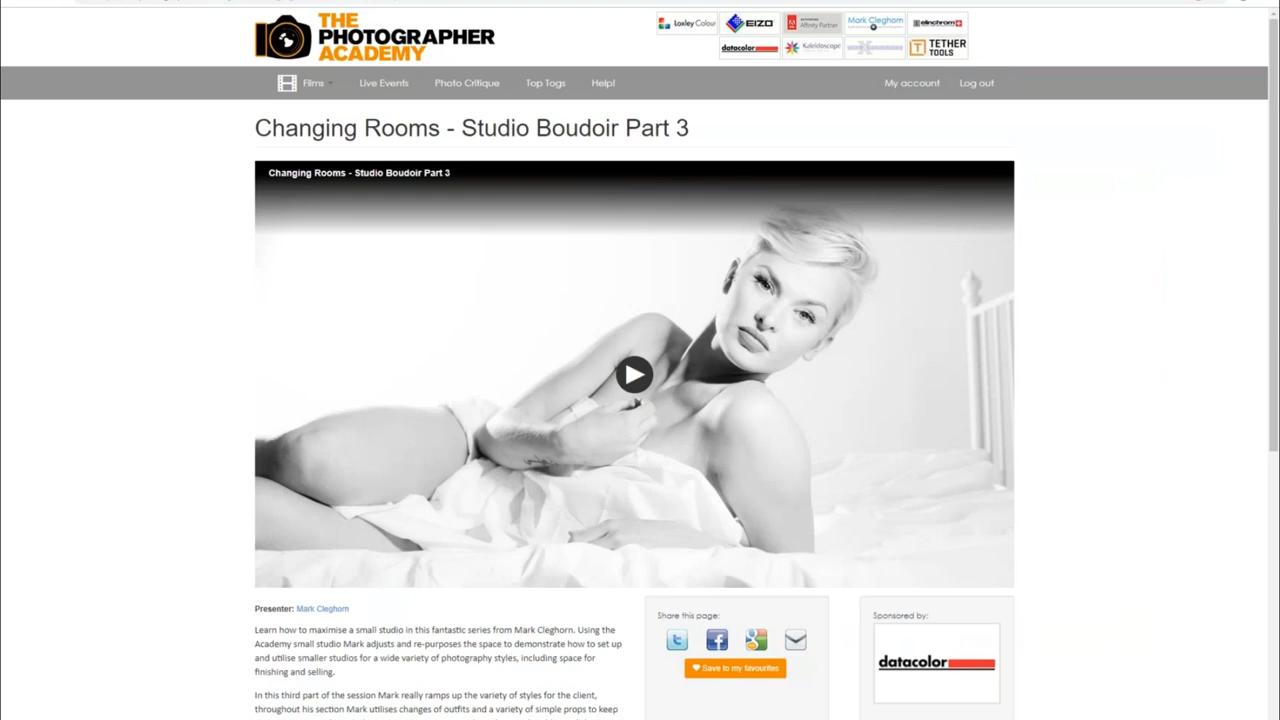 THE
PHOTOGRAPHER
ACADEMY
Loxley Colour
EIZO
Affinity Partner
Mark Cleghorn
elinchrom
datacolor
Kaleidoscope
TETHER
TOOLS
Films
Live Events
Photo Critique
Top Togs
Help!
My account
Log out
Changing Rooms - Studio Boudoir Part 3
Changing Rooms - Studio Boudoir Part 3
Presenter: Mark Cleghorn
Learn how to maximise a small studio in this fantastic series from Mark Cleghorn. Using the
Academy small studio Mark adjusts and re-purposes the space to demonstrate how to set up
and utilise smaller studios for a wide variety of photography styles, including space for
finishing and selling.
In this third part of the session Mark really ramps up the variety of styles for the client,
throughout his section Mark utilises changes of outfits and a variety of simple props to keep
Share this page:
Save to my favourites
Sponsored by:
datacolor